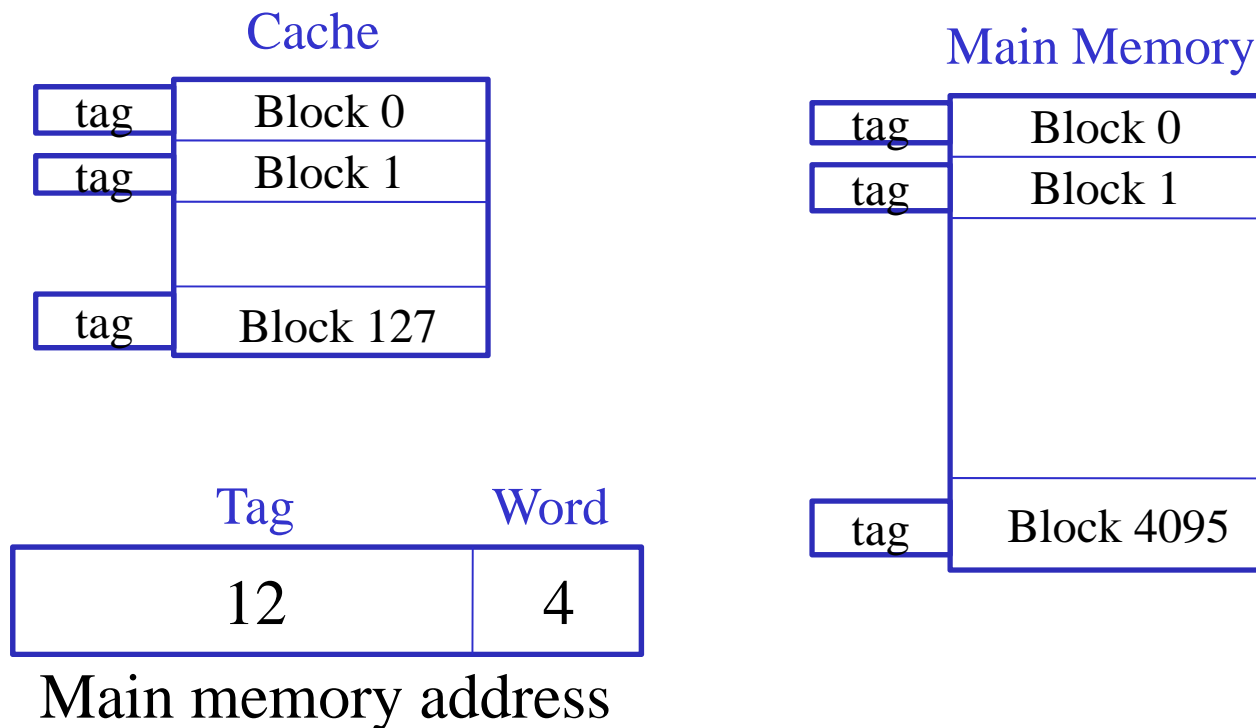 Cache
tag Block 0
tag Block 1
tag Block 127
Main Memory
tag Block 0
tag Block 1
tag Block 4095
Tag Word
12 4
Main memory address